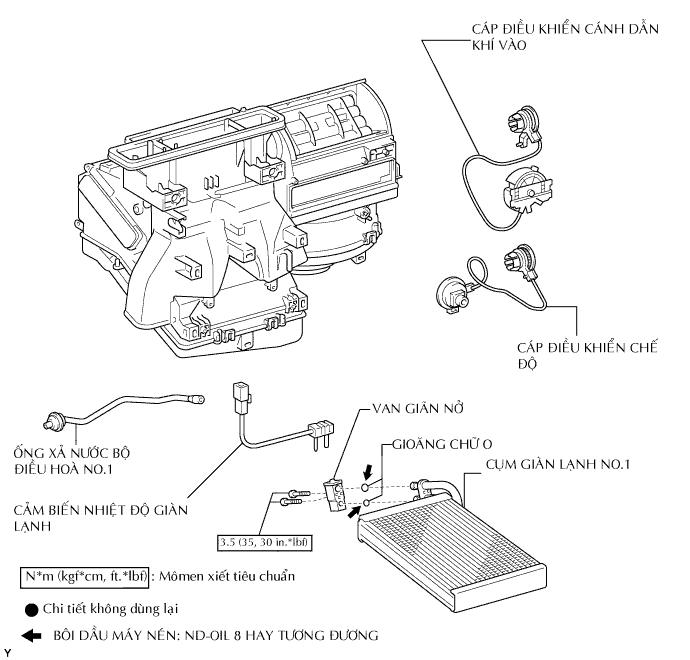 CÁP ĐIỀU KHIỂN CÁNH DẪN
KHÍ VÀO
CÁP ĐIỀU KHIỂN CHẾ
ĐỘ
VAN GIÃN NỞ
GIOĂNG CHỮ O
CỤM GIÀN LẠNH NO.1
ỐNG XẢ NƯỚC BỘ
ĐIỀU HOÀ NO.1
CẢM BIẾN NHIỆT ĐỘ GIÀN
LẠNH
3.5 (35, 30 in.*lbf)
N*m (kgf*cm, ft.*lbf) : Mômen xiết tiêu chuẩn
Chi tiết không dùng lại
BÔI DẦU MÁY NÉN: ND-OIL 8 HAY TƯƠNG ĐƯƠNG
Y